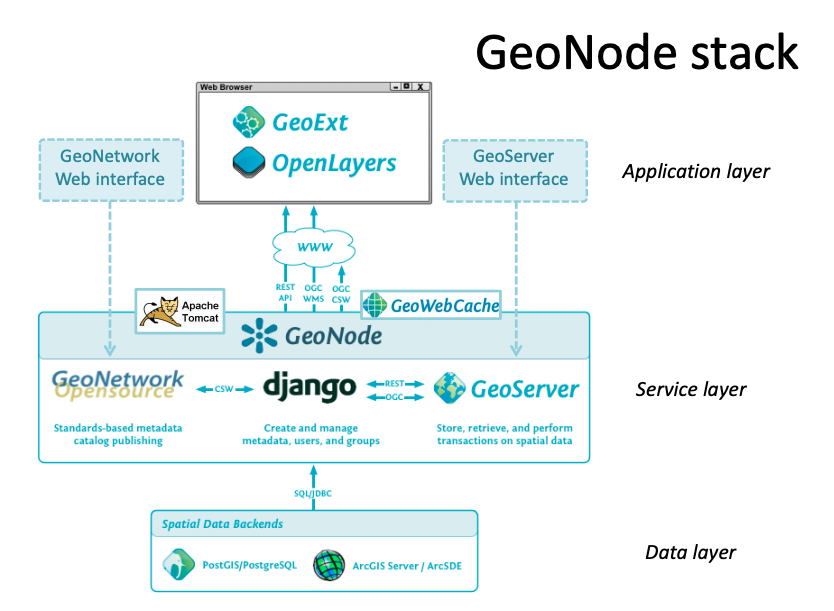 GeoNode stack
Web Browser
GeoExt
OpenLayers
GeoNetwork
Web interface
GeoServer
Web interface
Application layer
www
REST
API
OGC
WMS
OGC
CSW
Apache
Tomcat
GeoWebCache
GeoNode
GeoNetwork
Opensource
CSW
django
REST
OGC
GeoServer
Service layer
Standards-based metadata
catalog publishing
Create and manage
metadata, users, and groups
Store, retrieve, and perform
transactions on spatial data
SQL/JDBC
Spatial Data Backends
PostGIS/PostgreSQL
ArcGIS Server / ArcSDE
Data layer